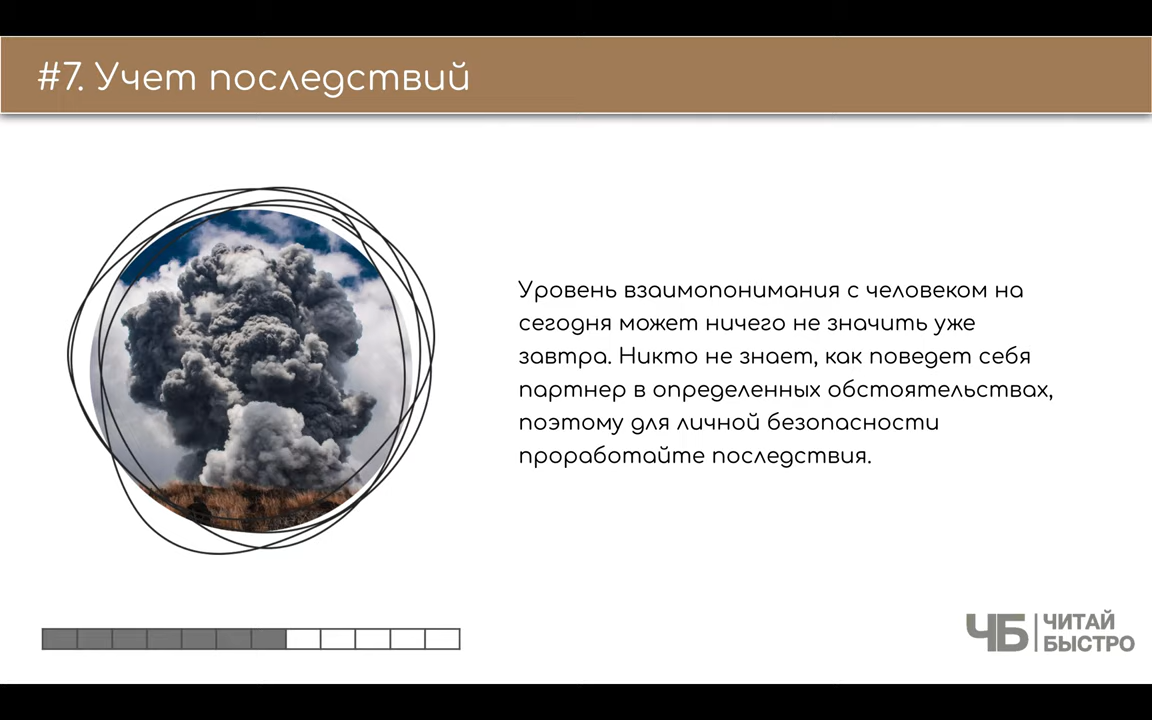 #7. Учет последствий
Уровень взаимопонимания с человеком на
сегодня может ничего не значить уже
завтра. Никто не знает, как поведет себя
партнер в определенных обстоятельствах,
поэтому для личной безопасности
проработайте последствия.
ЧБ
ЧИТАЙ
БЫСТРО